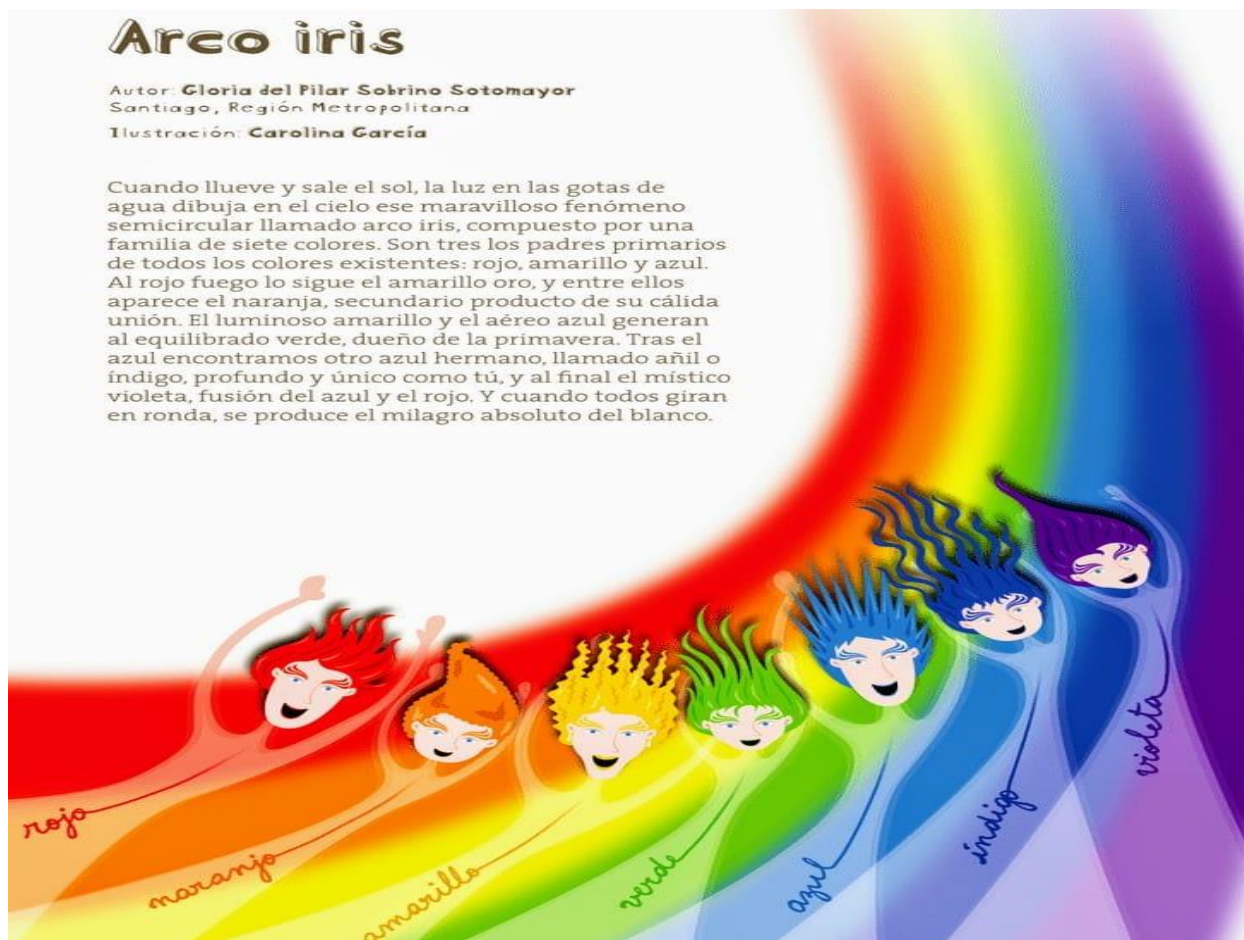 Arco iris
Autor: Gloria del Pilar Sobrino Sotomayor
Santiago, Región Metropolitana
Ilustración: Carolina García
Cuando llueve y sale el sol, la luz en las gotas de
agua dibuja en el cielo ese maravilloso fenómeno
semicircular llamado arco iris, compuesto por una
familia de siete colores. Son tres los padres primarios
de todos los colores existentes: rojo, amarillo y azul.
Al rojo fuego lo sigue el amarillo oro, y entre ellos
aparece el naranja, secundario producto de su cálida
unión. El luminoso amarillo y el aéreo azul generan
al equilibrado verde, dueño de la primavera. Tras el
azul encontramos otro azul hermano, llamado añil o
índigo, profundo y único como tú, y al final el místico
violeta, fusión del azul y el rojo. Y cuando todos giran
en ronda, se produce el milagro absoluto del blanco.
rojo
naranjo
amarillo
verde
azul
índigo
violeta